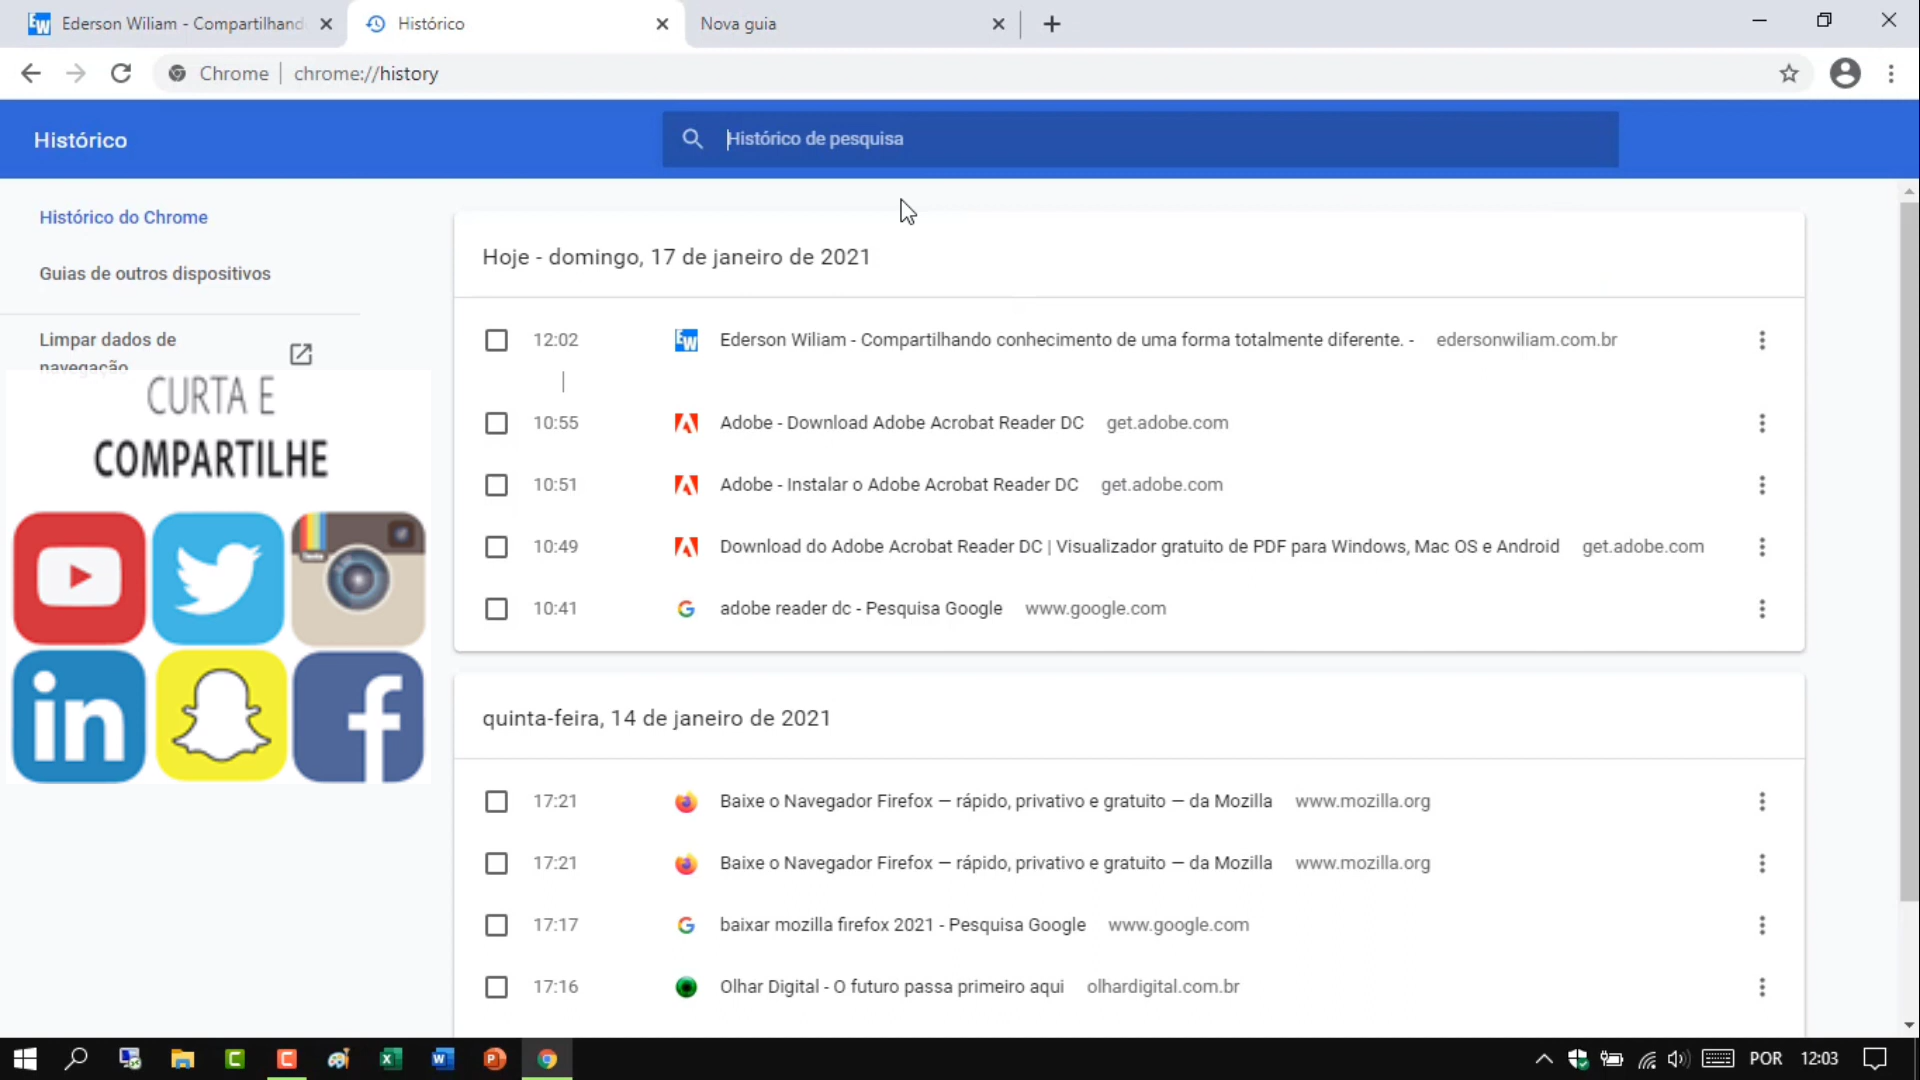 Ederson Wiliam - Compartilhand
Histórico
Nova guia
Chrome | chrome://history
Histórico
Histórico de pesquisa
Histórico do Chrome
Guias de outros dispositivos
Limpar dados de
navegação
CURTA E
COMPARTILHE
in
f
Hoje - domingo, 17 de janeiro de 2021
12:02 EW Ederson Wiliam - Compartilhando conhecimento de uma forma totalmente diferente. - edersonwiliam.com.br
10:55 Adobe - Download Adobe Acrobat Reader DC get.adobe.com
10:51 Adobe - Instalar o Adobe Acrobat Reader DC get.adobe.com
10:49 Download do Adobe Acrobat Reader DC | Visualizador gratuito de PDF para Windows, Mac OS e Android get.adobe.com
10:41 adobe reader dc - Pesquisa Google www.google.com
quinta-feira, 14 de janeiro de 2021
17:21 Baixe o Navegador Firefox — rápido, privativo e gratuito — da Mozilla www.mozilla.org
17:21 Baixe o Navegador Firefox — rápido, privativo e gratuito — da Mozilla www.mozilla.org
17:17 baixar mozilla firefox 2021 - Pesquisa Google www.google.com
17:16 Olhar Digital - O futuro passa primeiro aqui olhardigital.com.br
POR 12:03